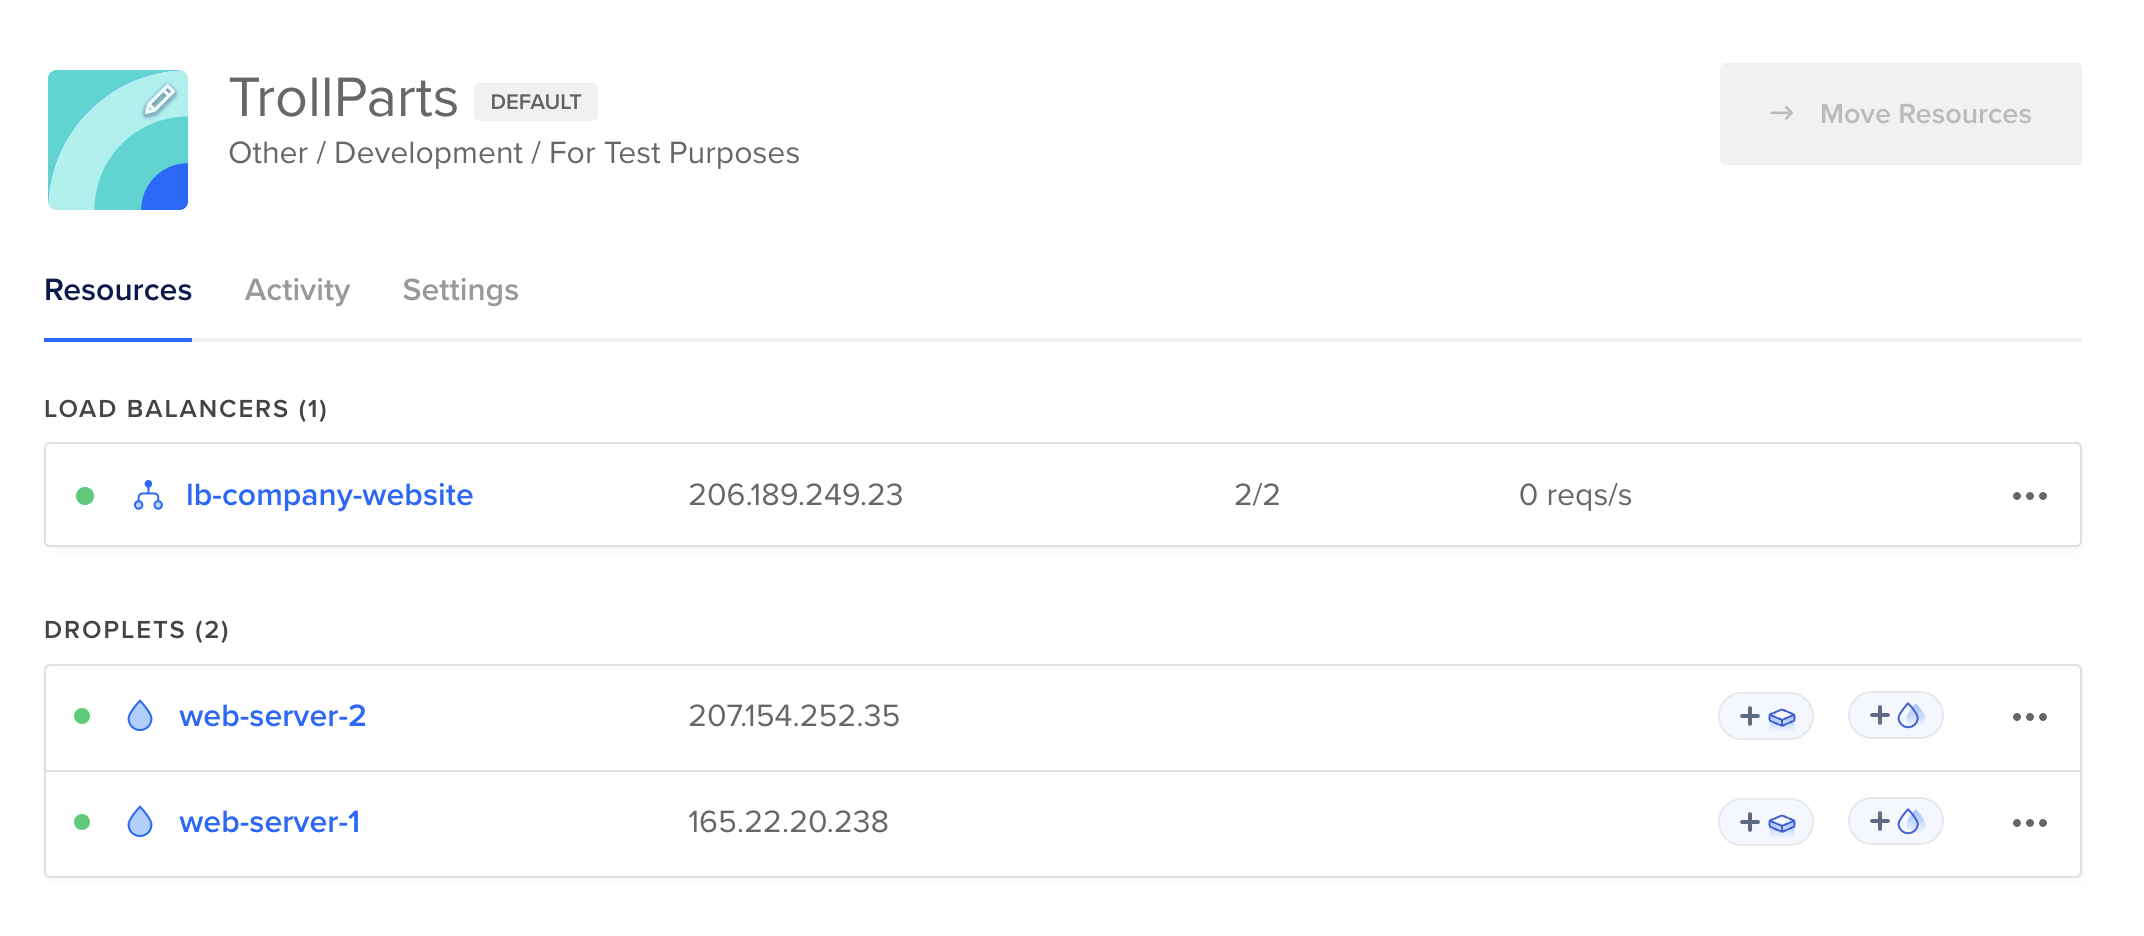 TrollParts DEFAULT
Other / Development / For Test Purposes
→ Move Resources
Resources Activity Settings
LOAD BALANCERS (1)
lb-company-website 206.189.249.23 2/2 0 reqs/s
DROPLETS (2)
web-server-2 207.154.252.35
web-server-1 165.22.20.238